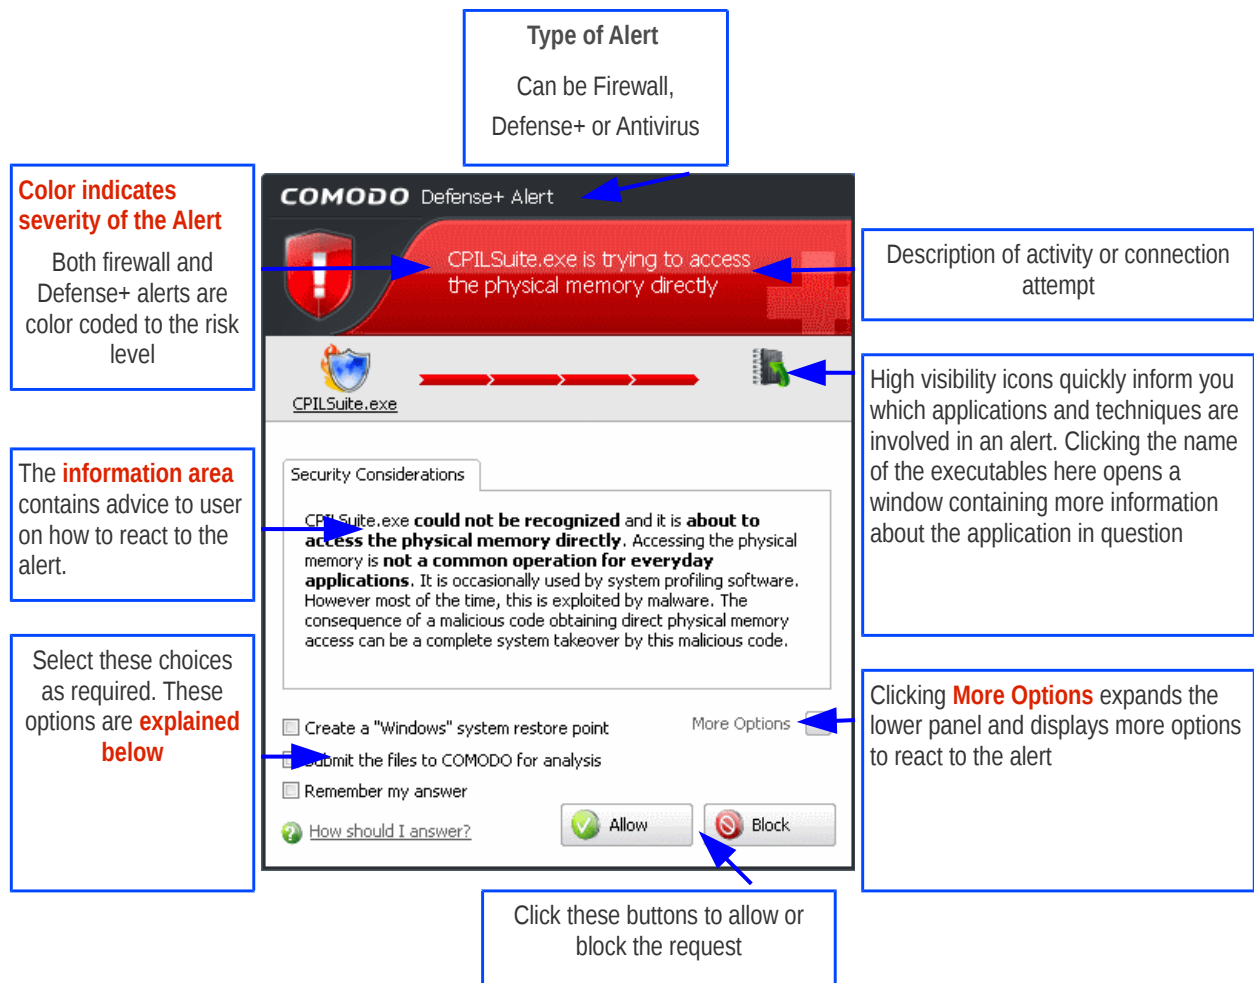 Type of Alert
Can be Firewall,
Defense+ or Antivirus
Color indicates
severity of the Alert
Both firewall and
Defense+ alerts are
color coded to the risk
level
COMODO Defense+ Alert
CPILSuite.exe is trying to access
the physical memory directly
Description of activity or connection
attempt
CPILSuite.exe
High visibility icons quickly inform you
which applications and techniques are
involved in an alert. Clicking the name
of the executables here opens a
window containing more information
about the application in question
The information area
contains advice to user
on how to react to the
alert.
Security Considerations
CPILSuite.exe could not be recognized and it is about to
access the physical memory directly. Accessing the physical
memory is not a common operation for everyday
applications. It is occasionally used by system profiling software.
However most of the time, this is exploited by malware. The
consequence of a malicious code obtaining direct physical memory
access can be a complete system takeover by this malicious code.
Select these choices
as required. These
options are explained
below
Create a "Windows" system restore point
More Options
Submit the files to COMODO for analysis
Remember my answer
How should I answer?
Allow
Block
Clicking More Options expands the
lower panel and displays more options
to react to the alert
Click these buttons to allow or
block the request